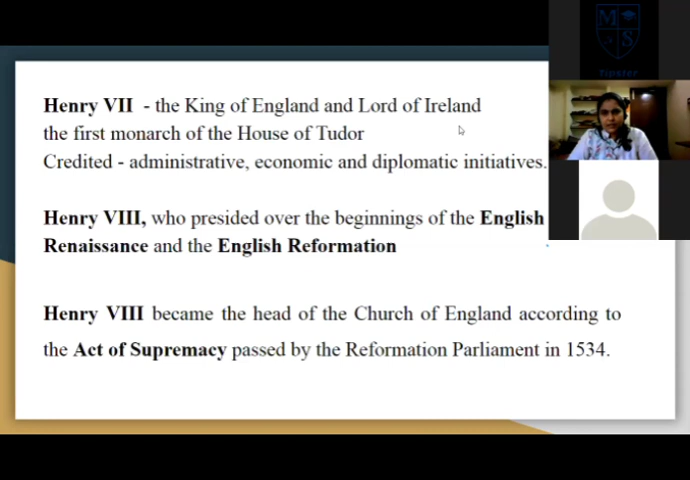 M
S
Tipster
Henry VII - the King of England and Lord of Ireland
the first monarch of the House of Tudor
Credited - administrative, economic and diplomatic initiatives.
Henry VIII, who presided over the beginnings of the English
Renaissance and the English Reformation
Henry VIII became the head of the Church of England according to
the Act of Supremacy passed by the Reformation Parliament in 1534.